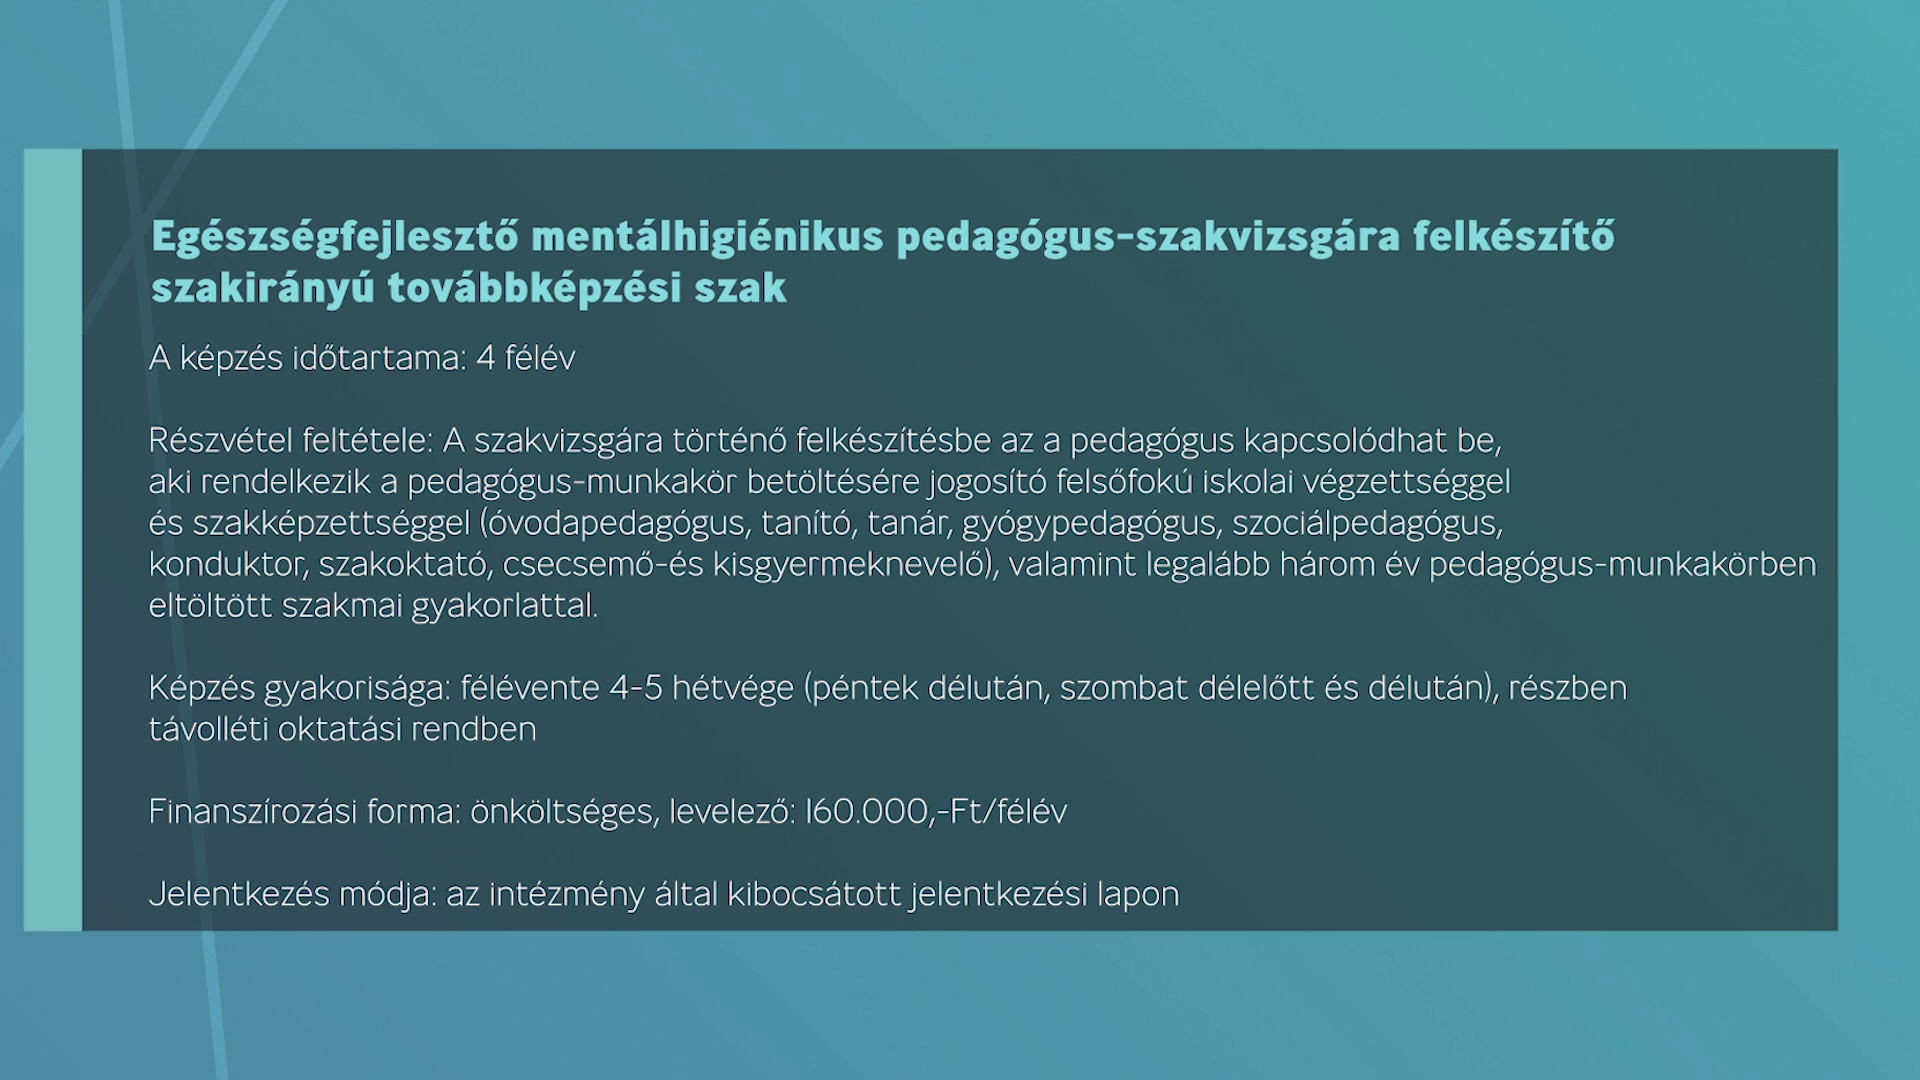 Egészségfejlesztő mentálhigiénikus pedagógus-szakvizsgára felkészítő
szakirányú továbbképzési szak
A képzés időtartama: 4 félév
Részvétel feltétele: A szakvizsgára történő felkészítésbe az a pedagógus kapcsolódhat be,
aki rendelkezik a pedagógus-munkakör betöltésére jogosító felsőfokú iskolai végzettséggel
és szakképzettséggel (óvodapedagógus, tanító, tanár, gyógypedagógus, szociálpedagógus,
konduktor, szakoktató, csecsemő-és kisgyermeknevelő), valamint legalább három év pedagógus-munkakörben
eltöltött szakmai gyakorlattal.
Képzés gyakorisága: félévente 4-5 hétvége (péntek délután, szombat délelőtt és délután), részben
távolléti oktatási rendben
Finanszírozási forma: önköltséges, levelező: 160.000,-Ft/félév
Jelentkezés módja: az intézmény által kibocsátott jelentkezési lapon